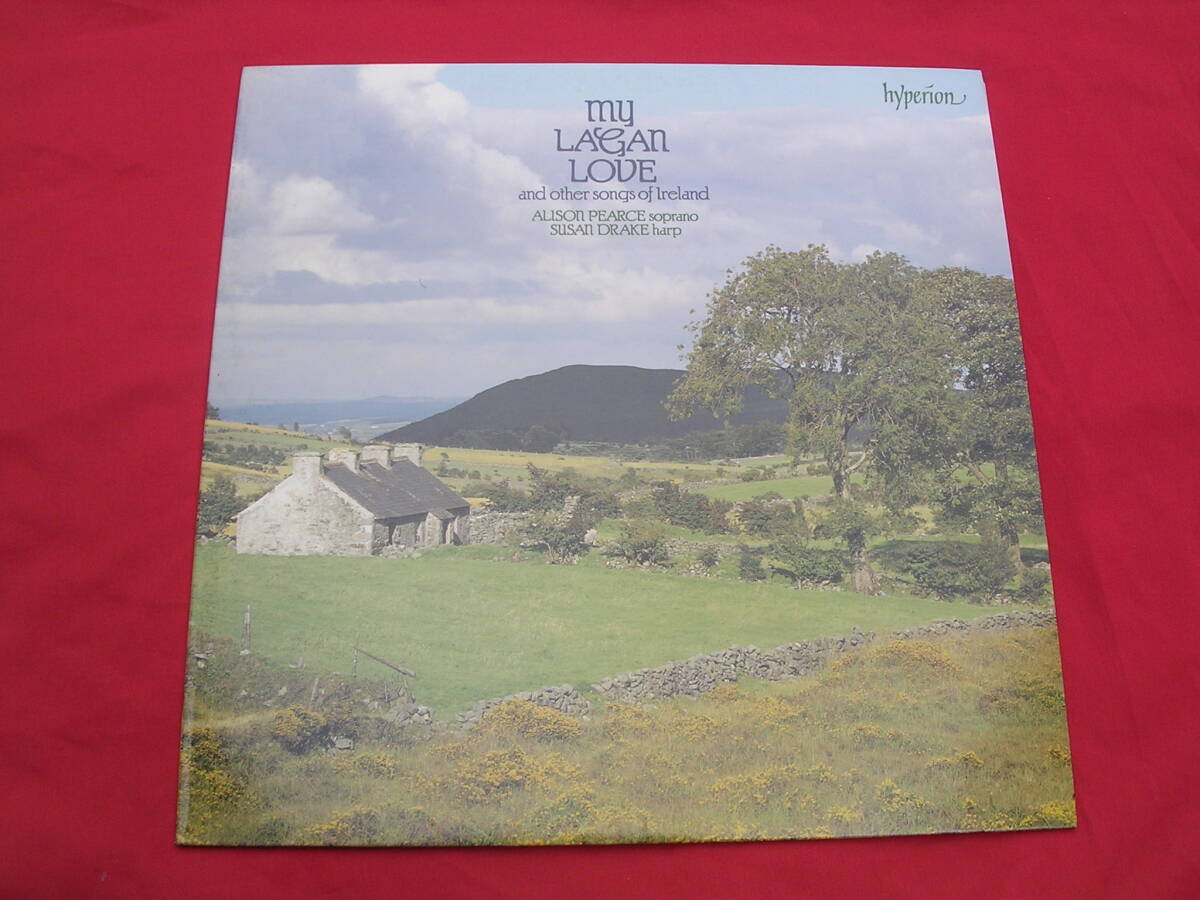 hyperion
my
LAGAN
LOVE
and other songs of Ireland
ALISON PEARCE soprano
SUSAN DRAKE harp